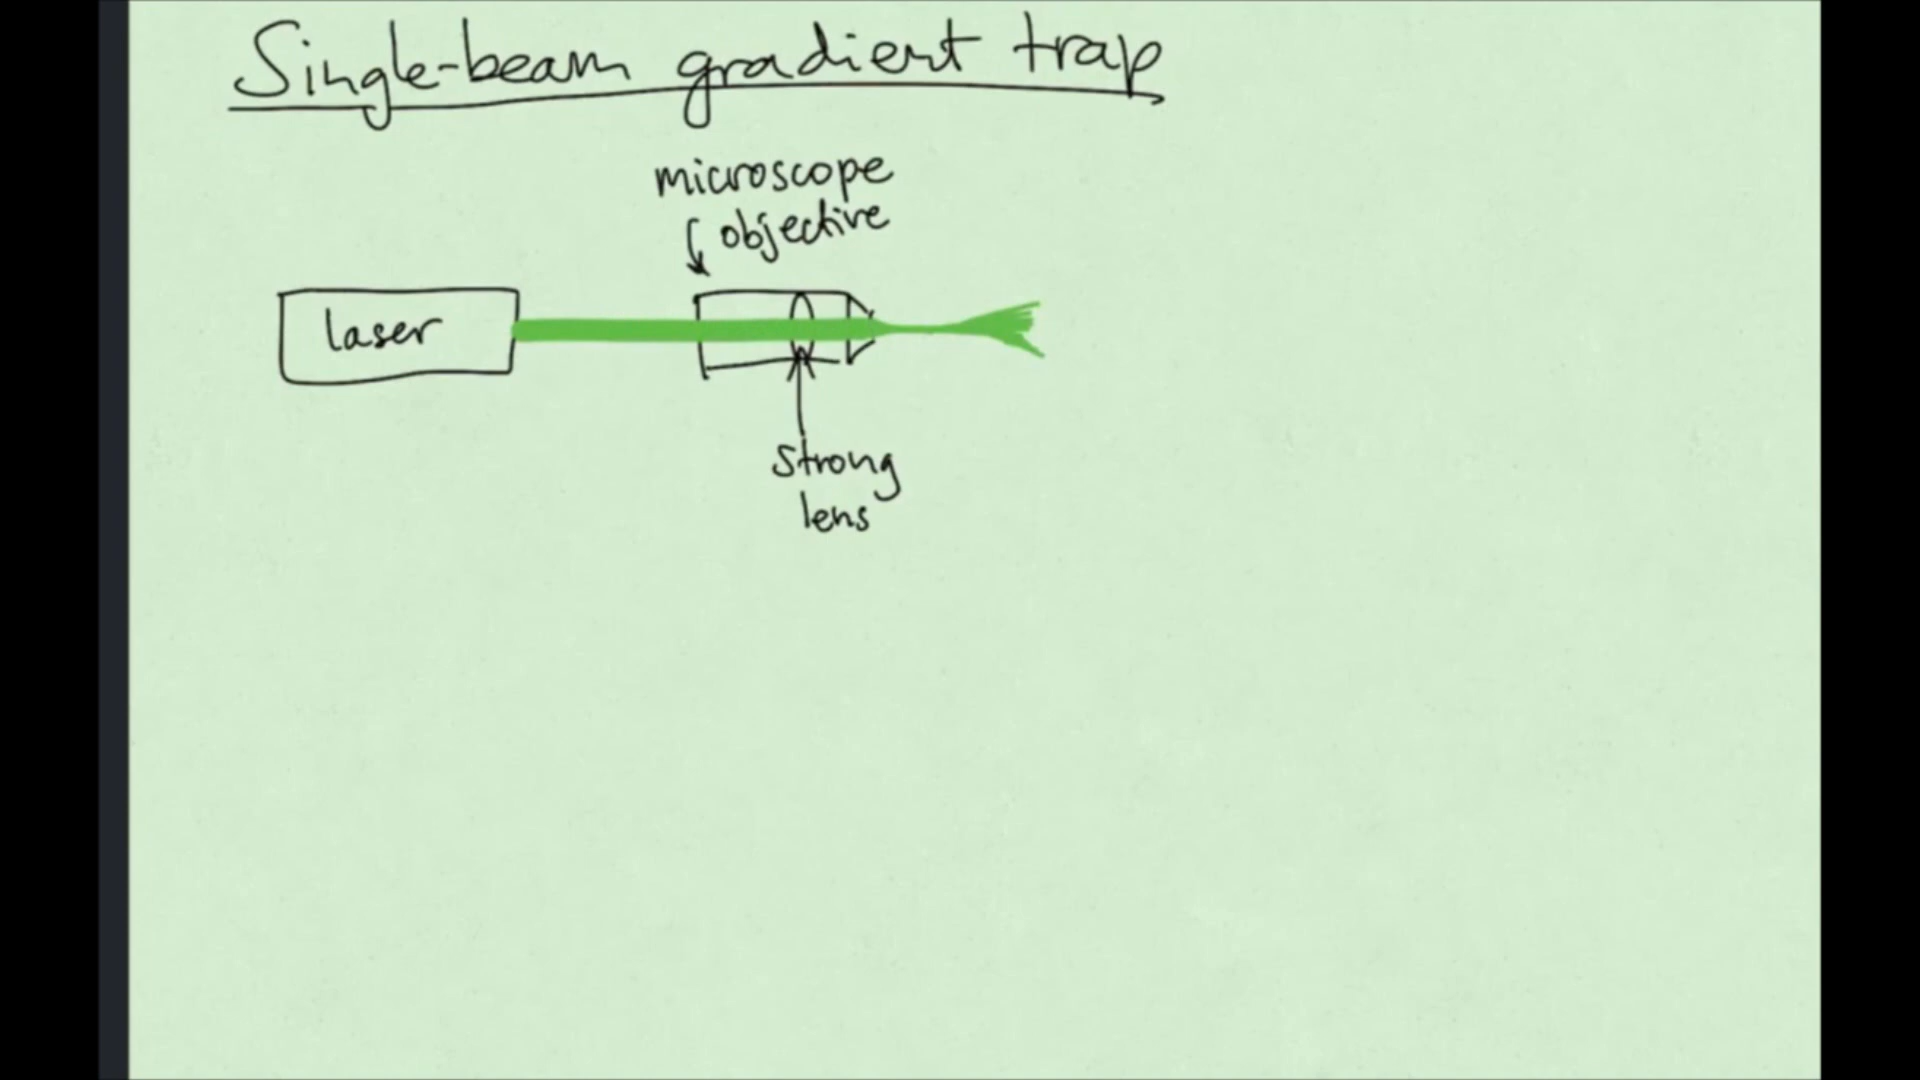 Single-beam gradient trap
microscope
objective
laser
strong
lens